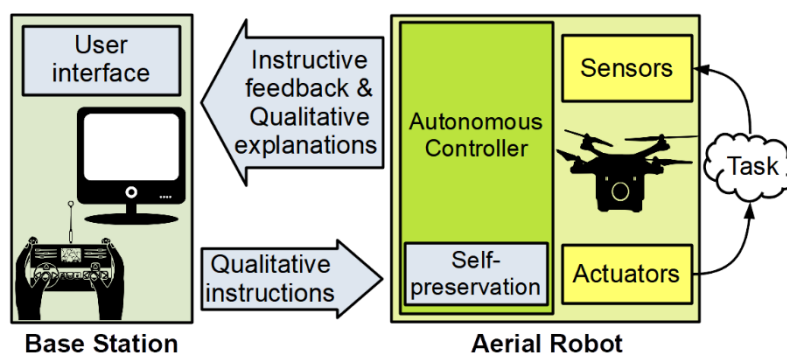 User
interface
Instructive
feedback &
Qualitative
explanations
Autonomous
Controller
Sensors
Task
Qualitative
instructions
Self-
preservation
Actuators
Base Station
Aerial Robot